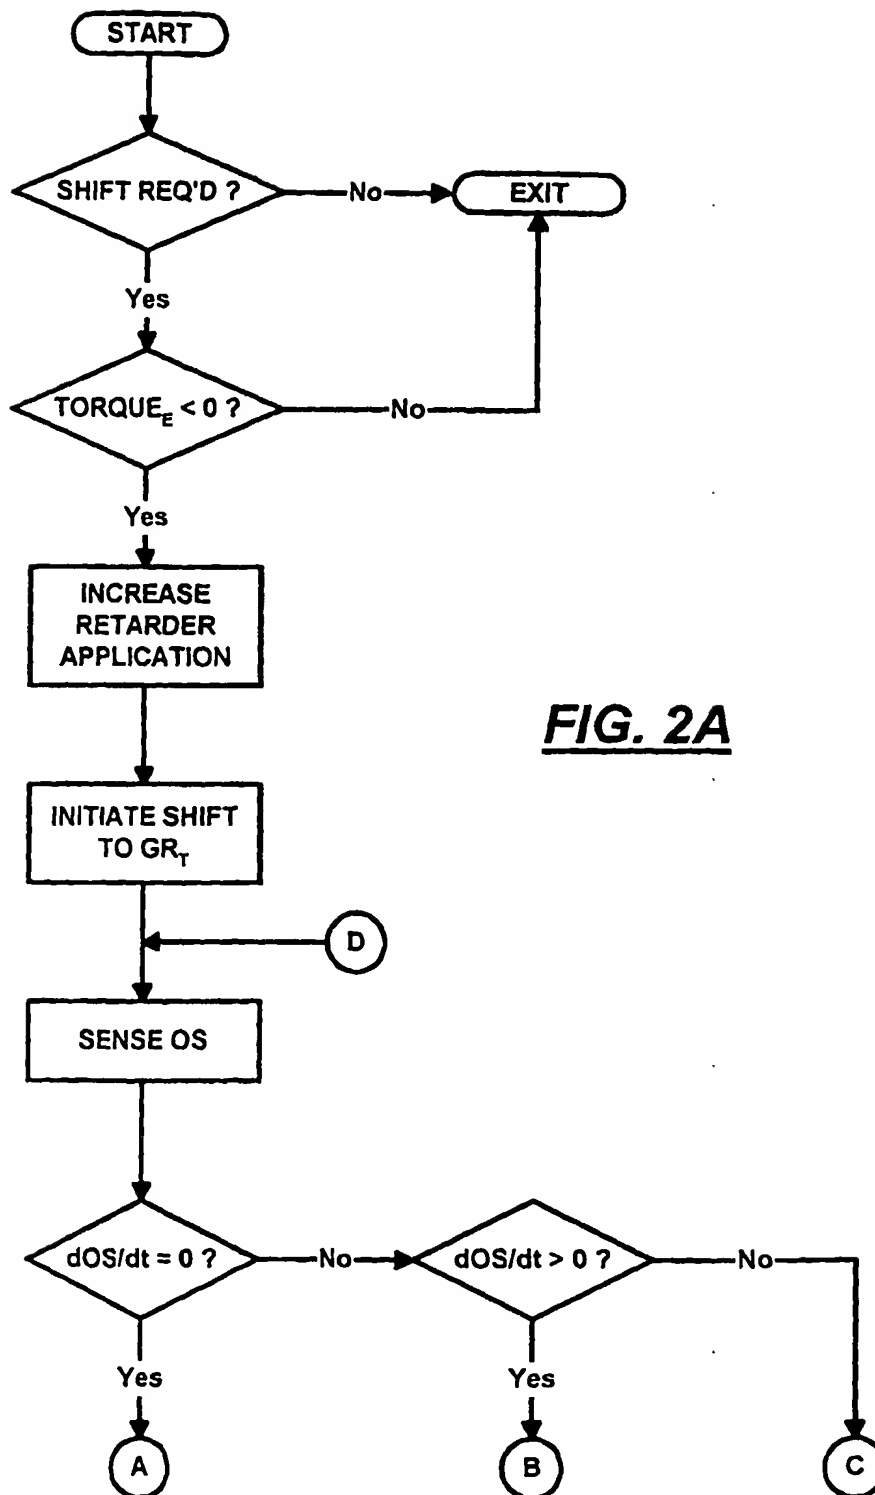 START
SHIFT REQ'D ?
No
EXIT
Yes
TORQUE_E < 0 ?
No
Yes
INCREASE
RETARDER
APPLICATION
FIG. 2A
INITIATE SHIFT
TO GR_T
D
SENSE OS
dOS/dt = 0 ?
No
dOS/dt > 0 ?
No
Yes
Yes
A
B
C